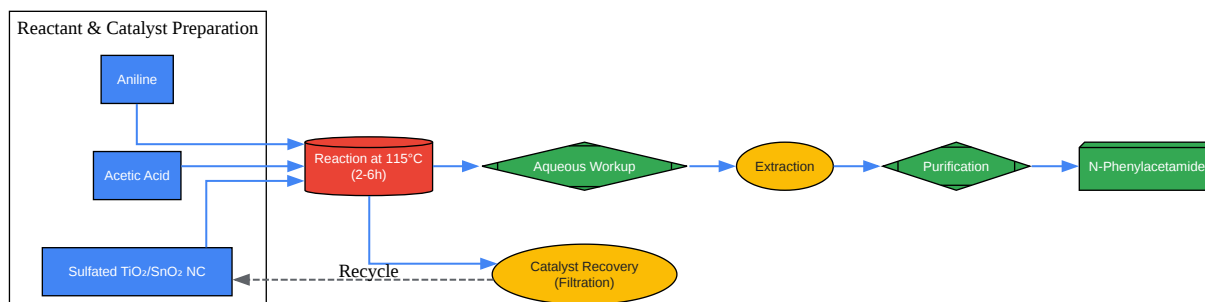 Reactant & Catalyst Preparation
Aniline
Acetic Acid
Sulfated TiO₂/SnO₂ NC
Reaction at 115°C
(2-6h)
Aqueous Workup
Extraction
Purification
N-Phenylacetamide
Recycle
Catalyst Recovery
(Filtration)